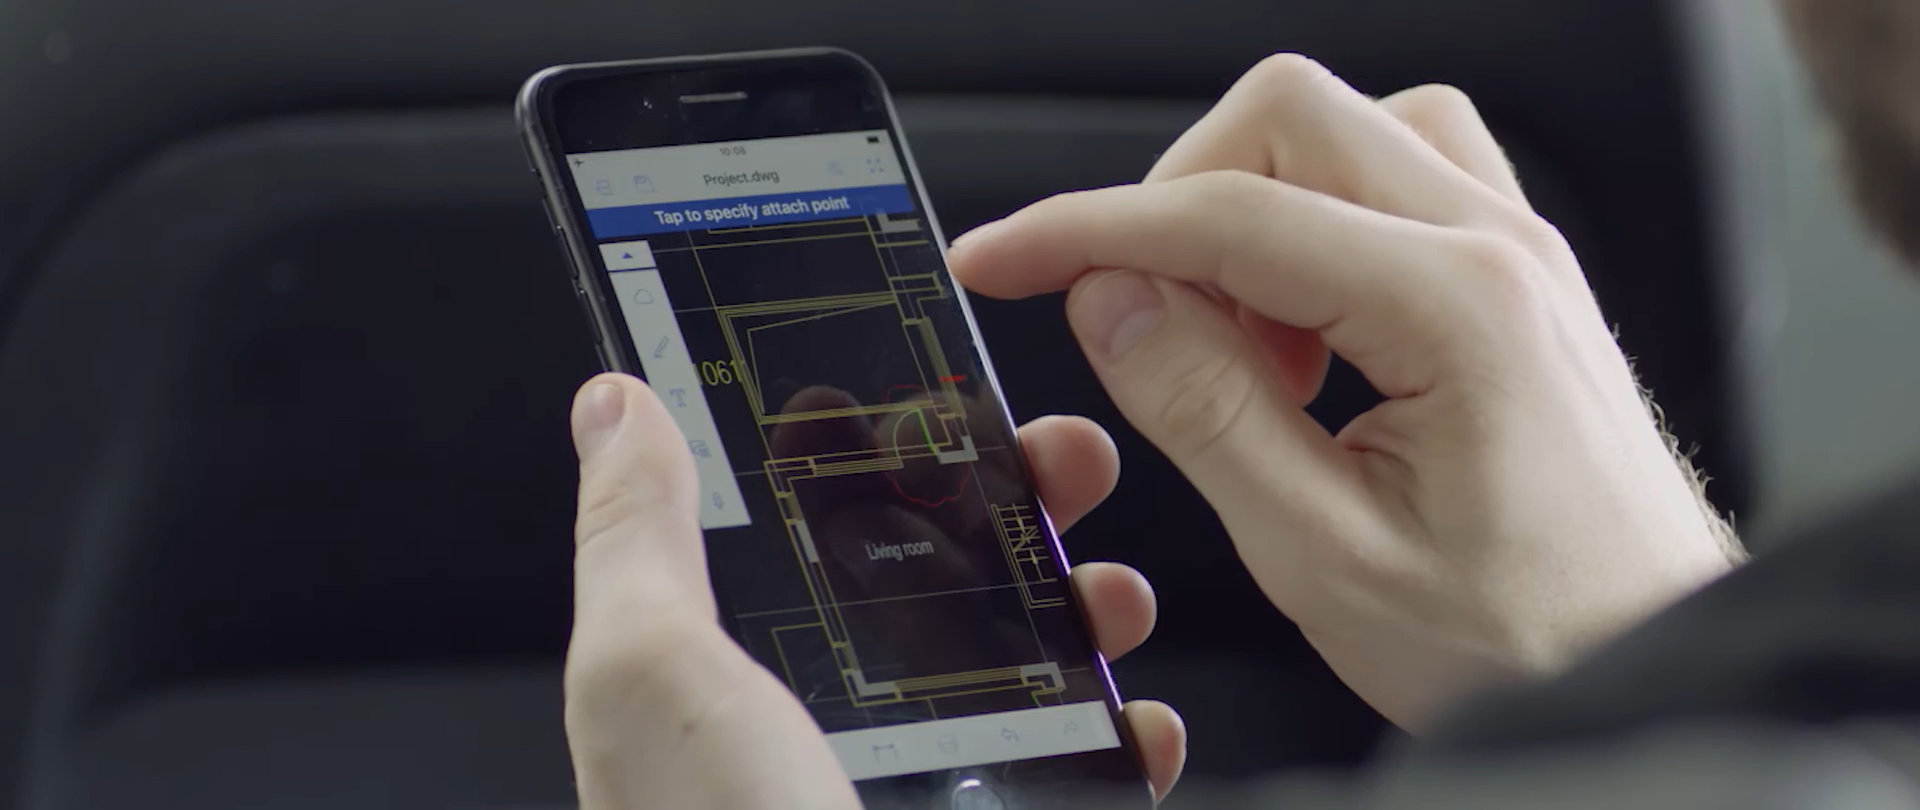 10:08
Project.dwg
Tap to specify attach point
1061
T
Living room